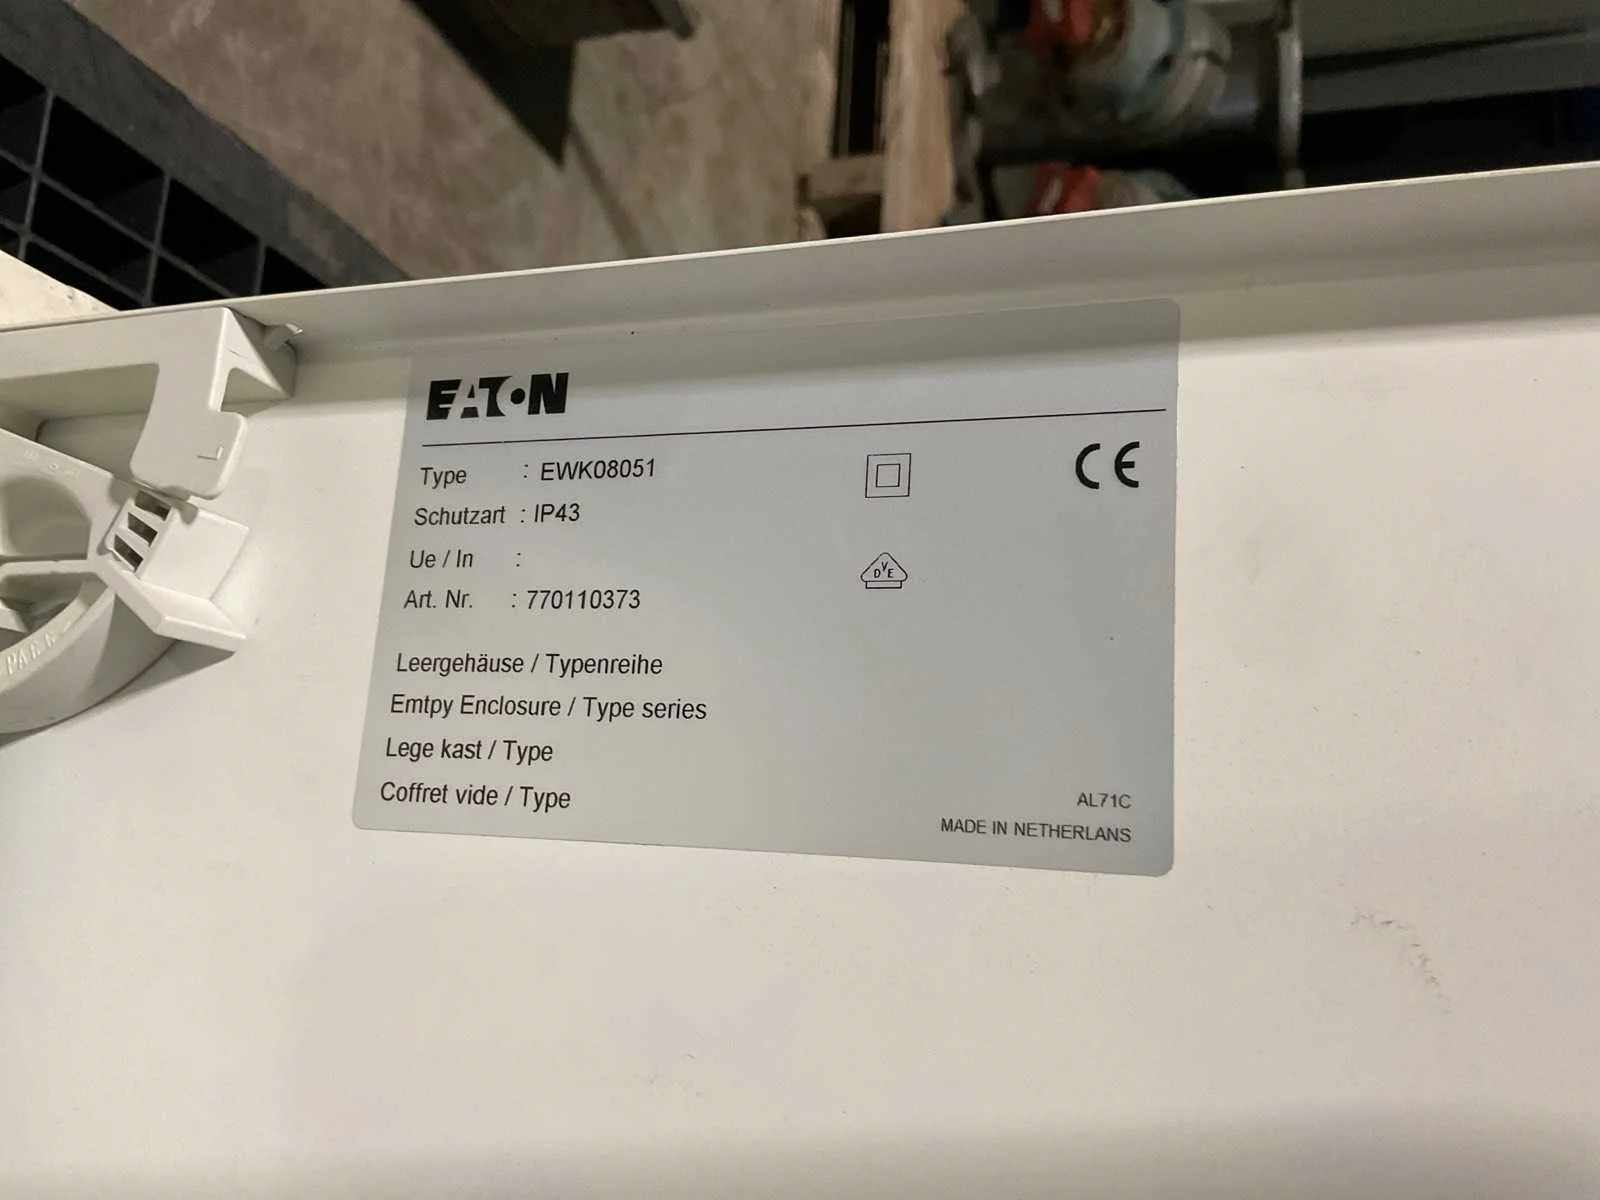 EATON
Type : EWK08051
CE
Schutzart : IP43
Ue / In :
VDE
Art. Nr. : 770110373
Leergehäuse / Typenreihe
Emtpy Enclosure / Type series
Lege kast / Type
Coffret vide / Type
AL71C
MADE IN NETHERLANS